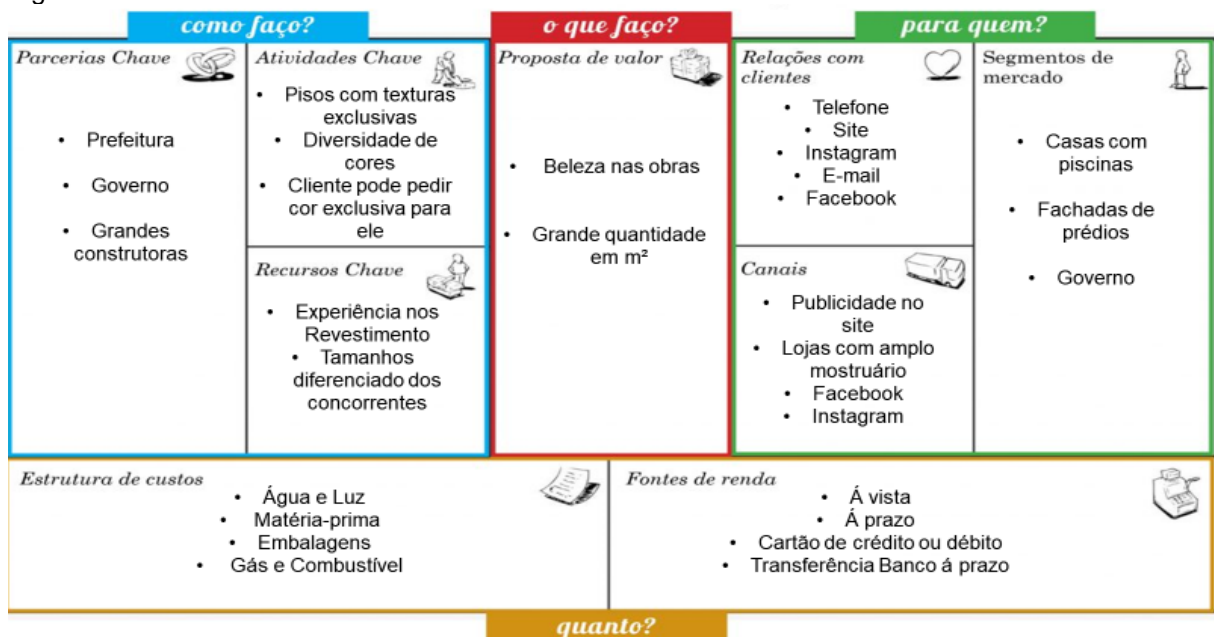 como faço?
o que faço?
para quem?
Parcerias Chave
• Prefeitura
• Governo
• Grandes
construtoras
Atividades Chave
• Pisos com texturas
exclusivas
• Diversidade de
cores
• Cliente pode pedir
cor exclusiva para
ele
Recursos Chave
• Experiência nos
Revestimento
• Tamanhos
diferenciado dos
concorrentes
Proposta de valor
• Beleza nas obras
• Grande quantidade
em m²
Relações com
clientes
• Telefone
• Site
• Instagram
• E-mail
• Facebook
Canais
• Publicidade no
site
• Lojas com amplo
mostruário
• Facebook
• Instagram
Segmentos de
mercado
• Casas com
piscinas
• Fachadas de
prédios
• Governo
Estrutura de custos
• Água e Luz
• Matéria-prima
• Embalagens
• Gás e Combustível
Fontes de renda
• Á vista
• Á prazo
• Cartão de crédito ou débito
• Transferência Banco á prazo
quanto?